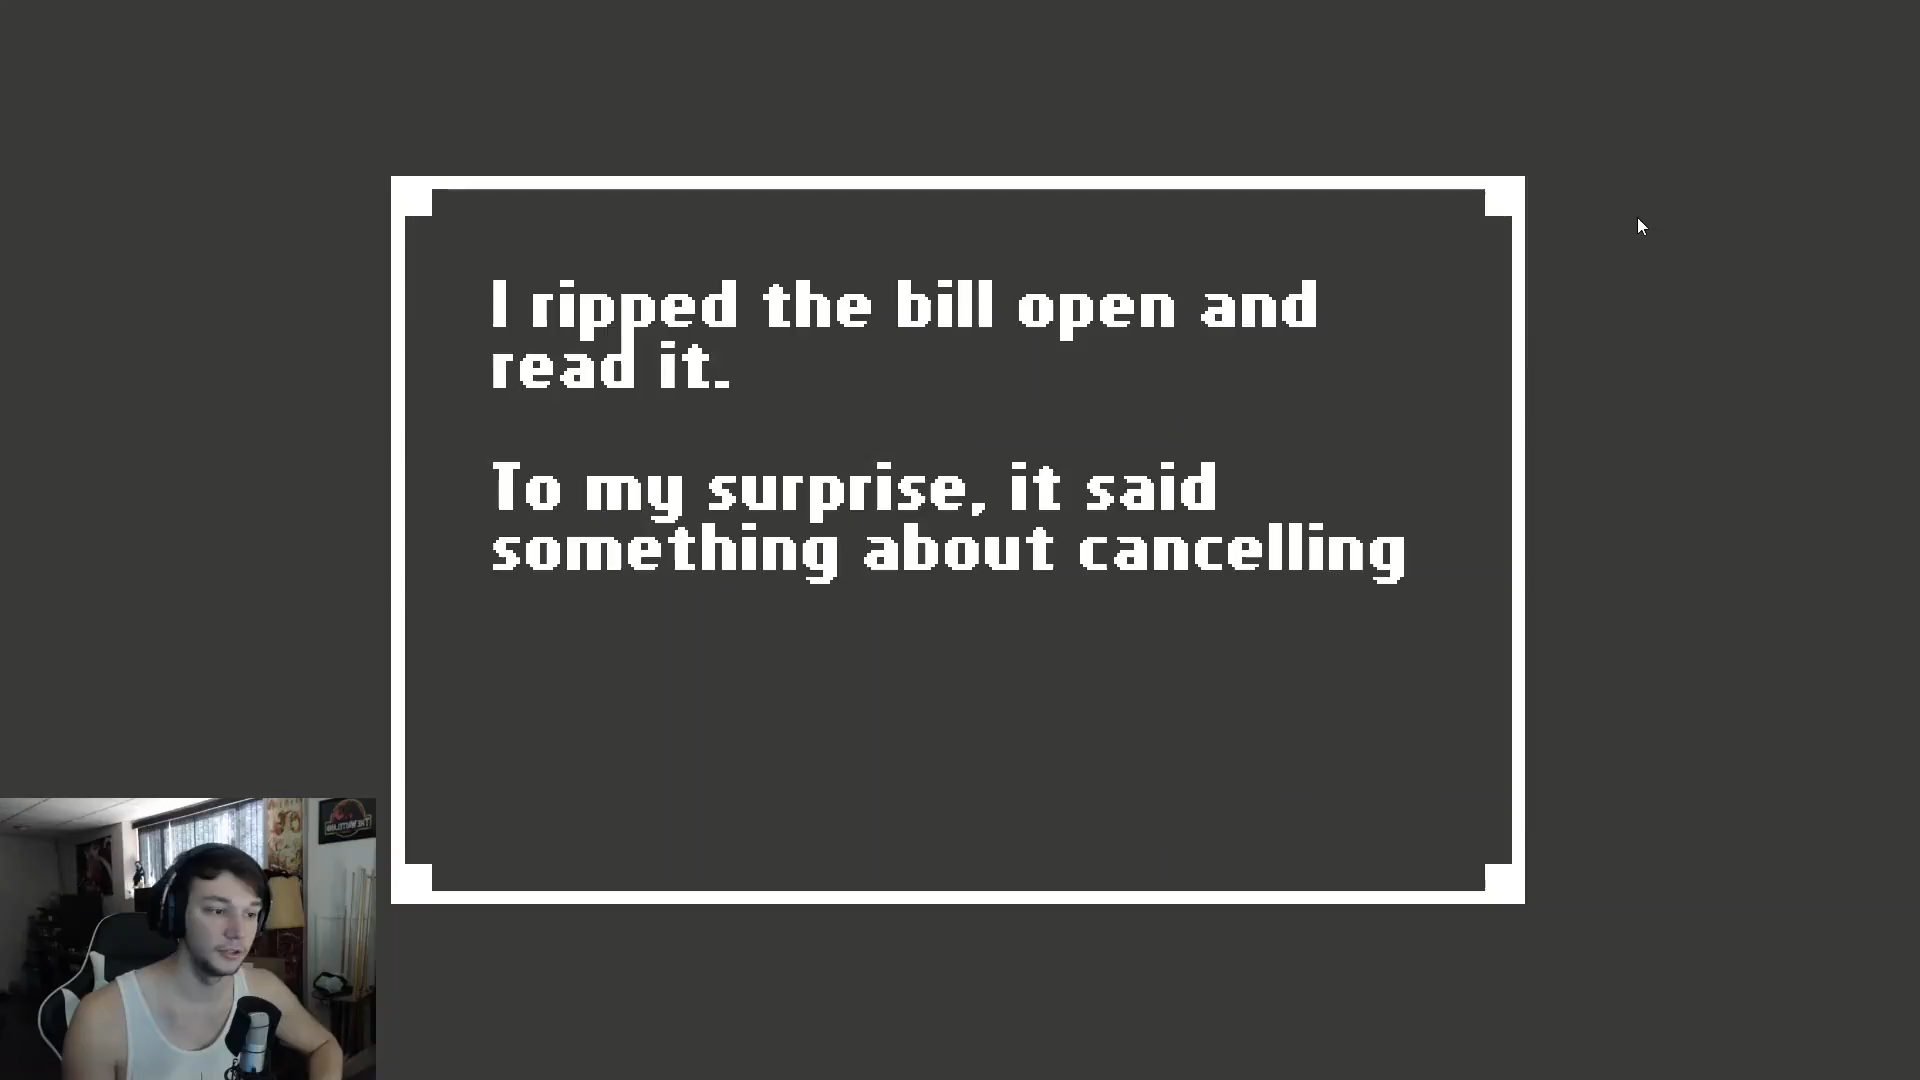 I ripped the bill open and
read it.
To my surprise, it said
something about cancelling